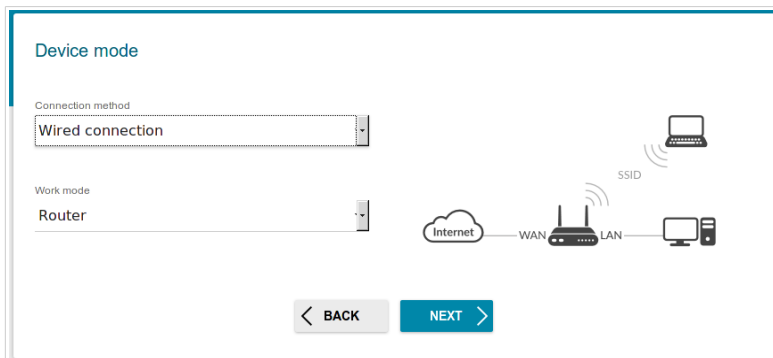 Device mode
Connection method
Wired connection
Work mode
Router
SSID
Internet
WAN
LAN
BACK
NEXT